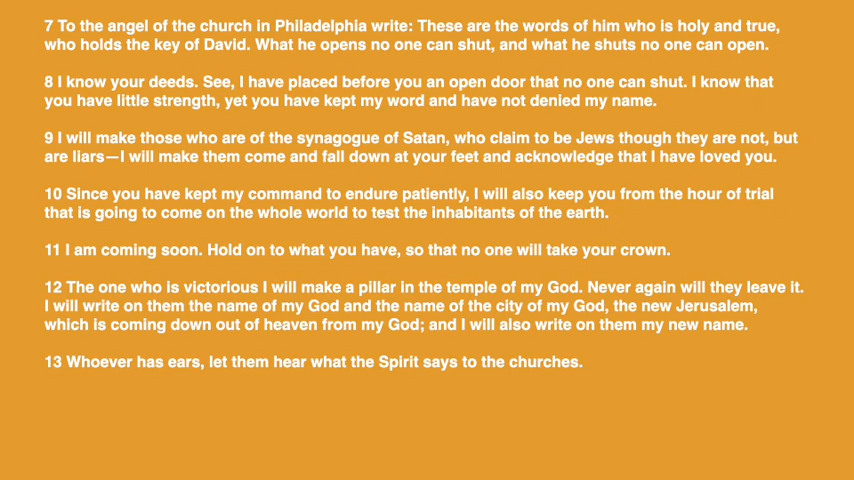 7 To the angel of the church in Philadelphia write: These are the words of him who is holy and true,
who holds the key of David. What he opens no one can shut, and what he shuts no one can open.
8 I know your deeds. See, I have placed before you an open door that no one can shut. I know that
you have little strength, yet you have kept my word and have not denied my name.
9 I will make those who are of the synagogue of Satan, who claim to be Jews though they are not, but
are liars—I will make them come and fall down at your feet and acknowledge that I have loved you.
10 Since you have kept my command to endure patiently, I will also keep you from the hour of trial
that is going to come on the whole world to test the inhabitants of the earth.
11 I am coming soon. Hold on to what you have, so that no one will take your crown.
12 The one who is victorious I will make a pillar in the temple of my God. Never again will they leave it.
I will write on them the name of my God and the name of the city of my God, the new Jerusalem,
which is coming down out of heaven from my God; and I will also write on them my new name.
13 Whoever has ears, let them hear what the Spirit says to the churches.